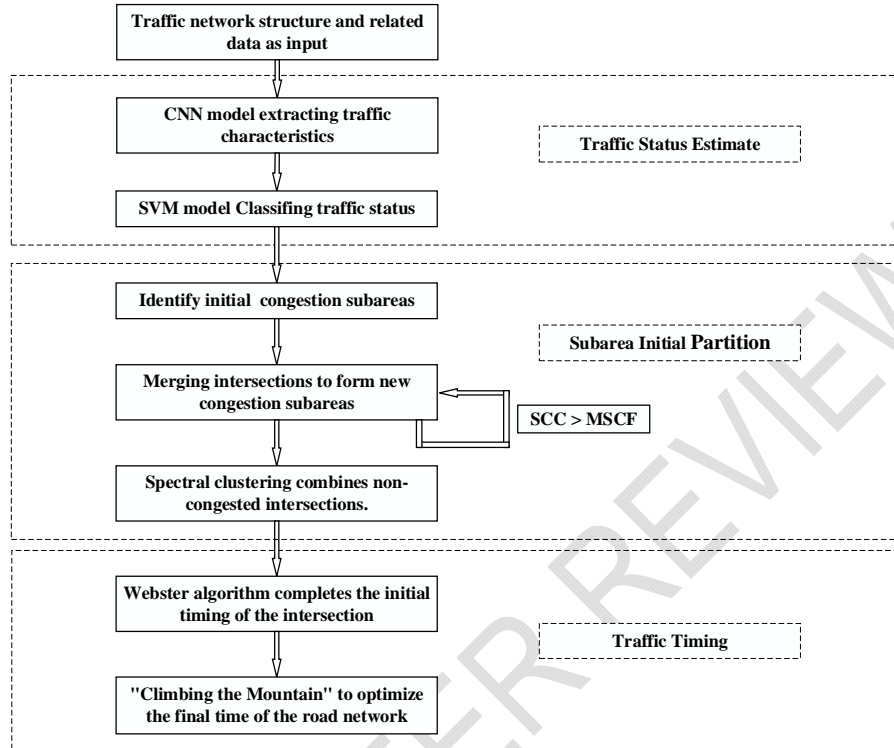 Traffic network structure and related
data as input
CNN model extracting traffic
characteristics
Traffic Status Estimate
SVM model Classifing traffic status
Identify initial congestion subareas
Subarea Initial Partition
Merging intersections to form new
congestion subareas
SCC > MSCF
Spectral clustering combines non-
congested intersections.
Webster algorithm completes the initial
timing of the intersection
Traffic Timing
"Climbing the Mountain" to optimize
the final time of the road network
TER REVIEW